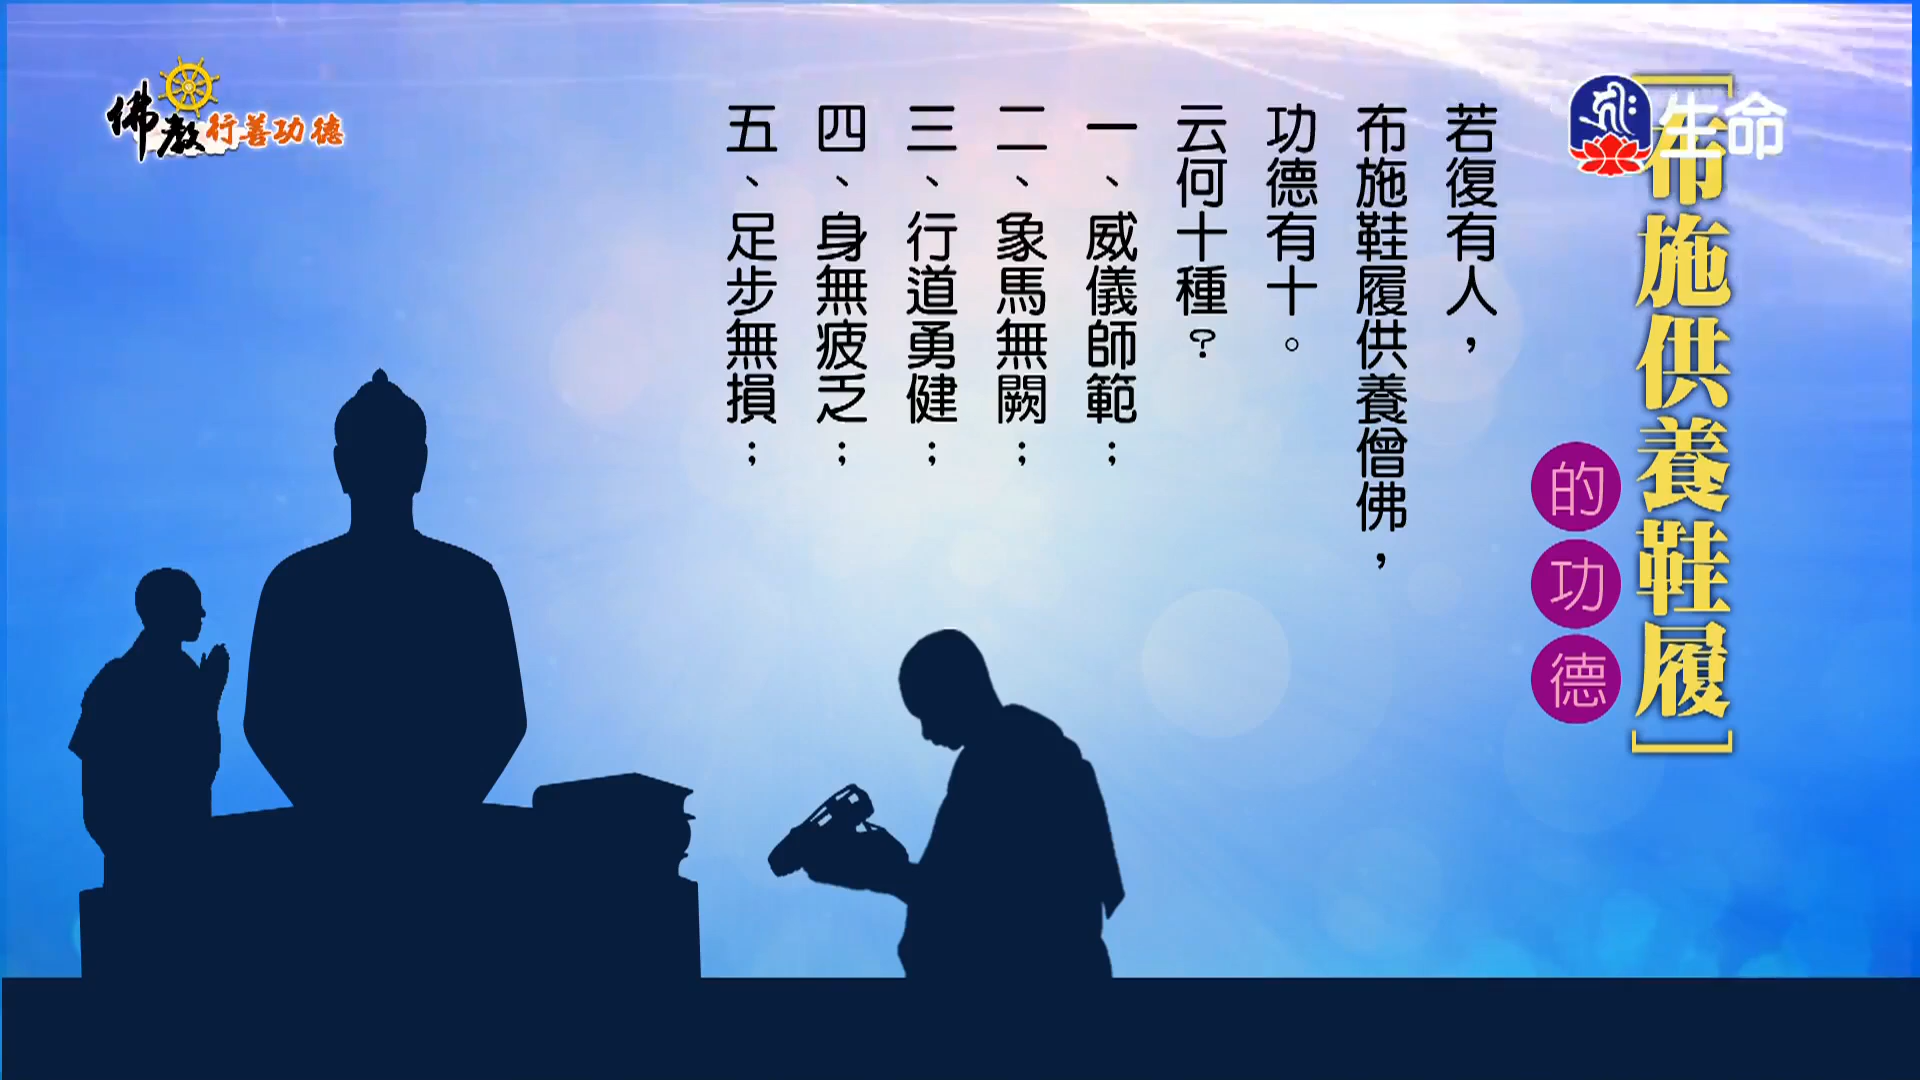 佛教行善功德
生命
「布施供養鞋履」
的功德
若復有人，
布施鞋履供養僧佛，
功德有十。
云何十種？
一、威儀師範；
二、象馬無闕；
三、行道勇健；
四、身無疲乏；
五、足步無損；